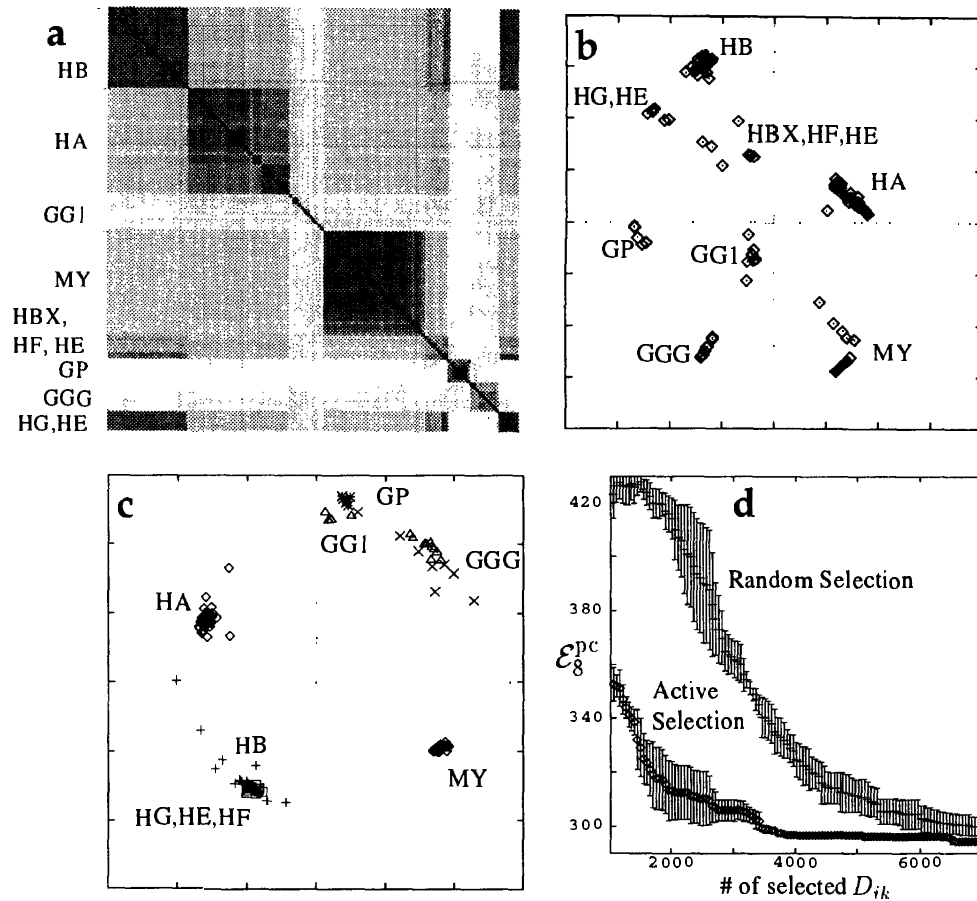 a
HB
HA
GG1
MY
HBX,
HF, HE
GP
GGG
HG,HE
b
HB
HG,HE
HBX,HF,HE
HA
GP
GG1
GGG
MY
c
GP
GG1
GGG
HA
HB
MY
HG,HE,HF
d
420
380
340
300
ℰ₈ᵖᶜ
Random Selection
Active
Selection
2000 4000 6000
# of selected D_ik